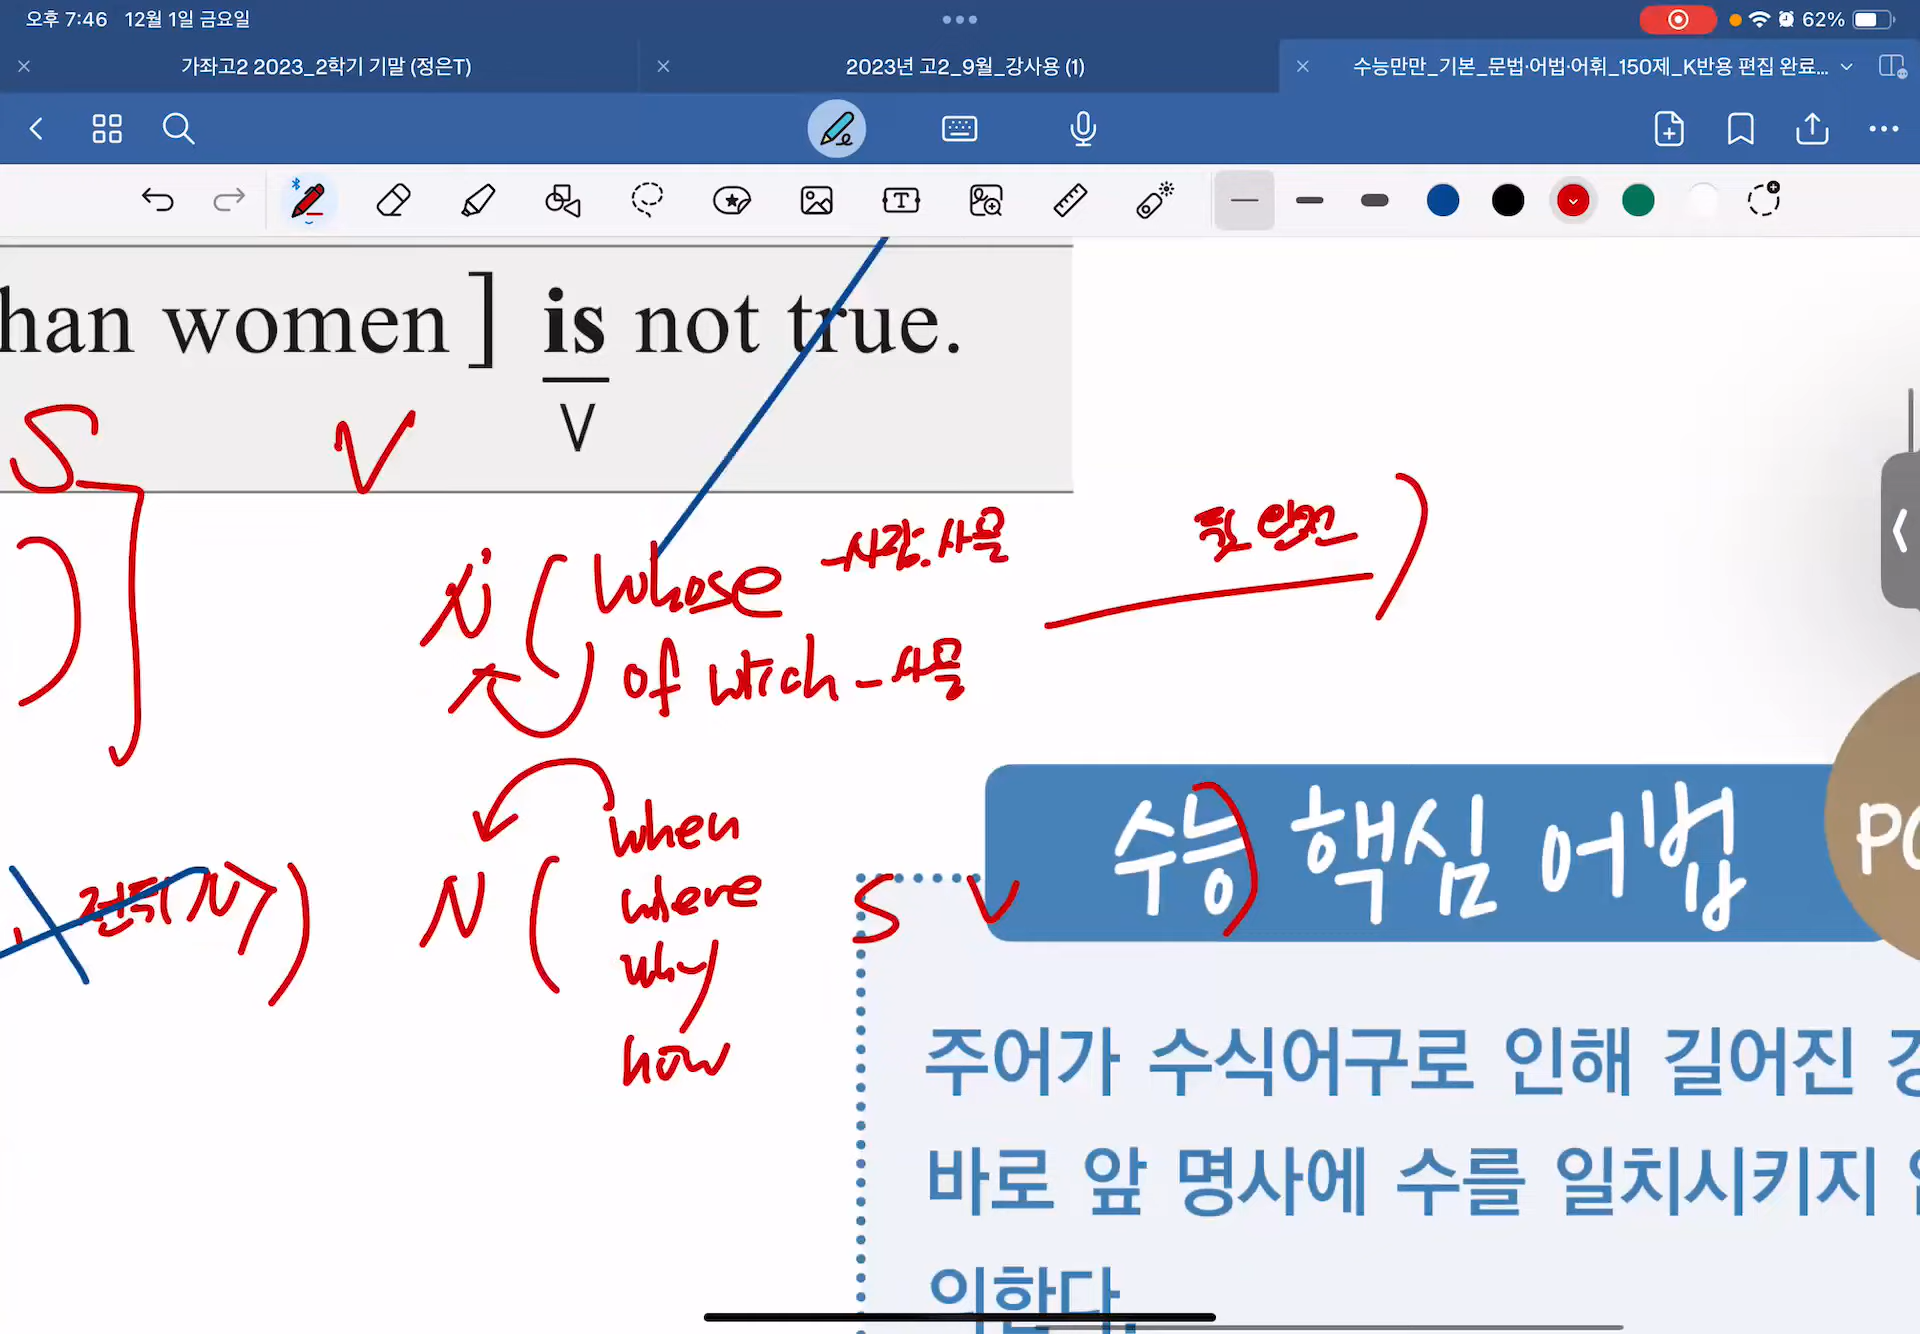 오후 7:46 12월 1일 금요일
62%
가좌고2 2023_2학기 기말 (정은T)
2023년 고2_9월_강사용 (1)
수능만만_기본_문법·어법·어휘_150제_K반용 편집 완료...
han women] is not true.
V
S V
N ( whose - 사람. 사물
of which - 사물
완전 )
when
N ( where S V )
why
how
전치 N )
수능 핵심 어법
PO
주어가 수식어구로 인해 길어진
바로 앞 명사에 수를 일치시키지
의한다.